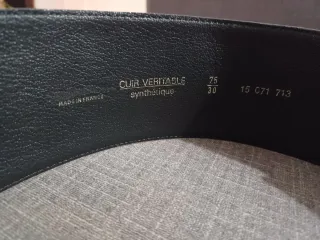 CUIR VERITABLE 75
MADE IN FRANCE synthétique 30 15 071 713